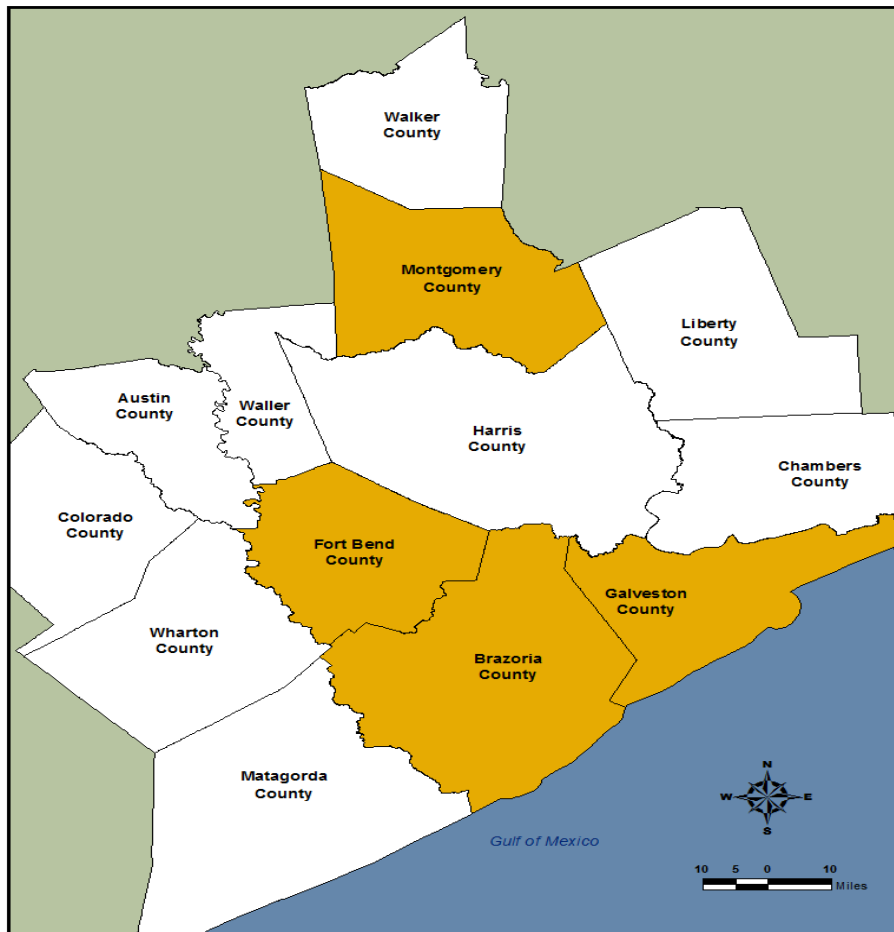 Walker
County
Montgomery
County
Liberty
County
Austin
County
Waller
County
Harris
County
Chambers
County
Colorado
County
Fort Bend
County
Galveston
County
Wharton
County
Brazoria
County
Matagorda
County
N
W E
S
Gulf of Mexico
10 5 0 10
Miles